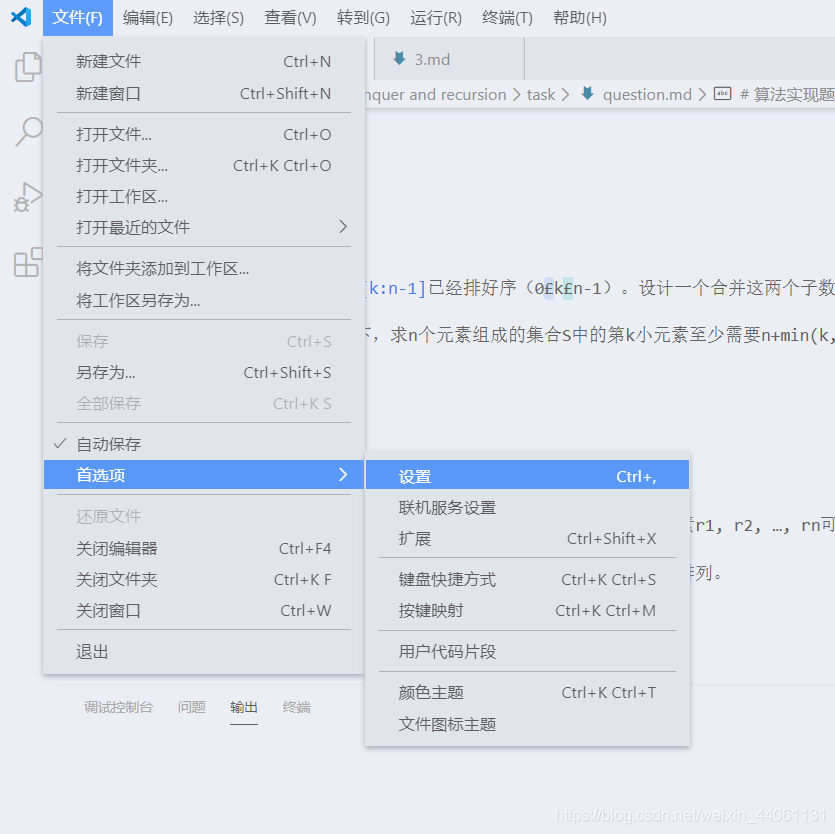 文件(F) 编辑(E) 选择(S) 查看(V) 转到(G) 运行(R) 终端(T) 帮助(H)
3.md
nquer and recursion > task > question.md > # 算法实现题
新建文件 Ctrl+N
新建窗口 Ctrl+Shift+N
打开文件... Ctrl+O
打开文件夹... Ctrl+K Ctrl+O
打开工作区...
打开最近的文件
将文件夹添加到工作区...
将工作区另存为...
保存 Ctrl+S
另存为... Ctrl+Shift+S
全部保存 Ctrl+K S
自动保存
首选项
还原文件
关闭编辑器 Ctrl+F4
关闭文件夹 Ctrl+K F
关闭窗口 Ctrl+W
退出
[k:n-1]已经排好序（0£k£n-1）。设计一个合并这两个子数
下，求n个元素组成的集合S中的第k小元素至少需要n+min(k,
设置 Ctrl+,
联机服务设置
扩展 Ctrl+Shift+X
键盘快捷方式 Ctrl+K Ctrl+S
按键映射 Ctrl+K Ctrl+M
用户代码片段
颜色主题 Ctrl+K Ctrl+T
文件图标主题
r1, r2, …, rn可
排列。
调试控制台 问题 输出 终端
https://blog.csdn.net/weixin_44061131